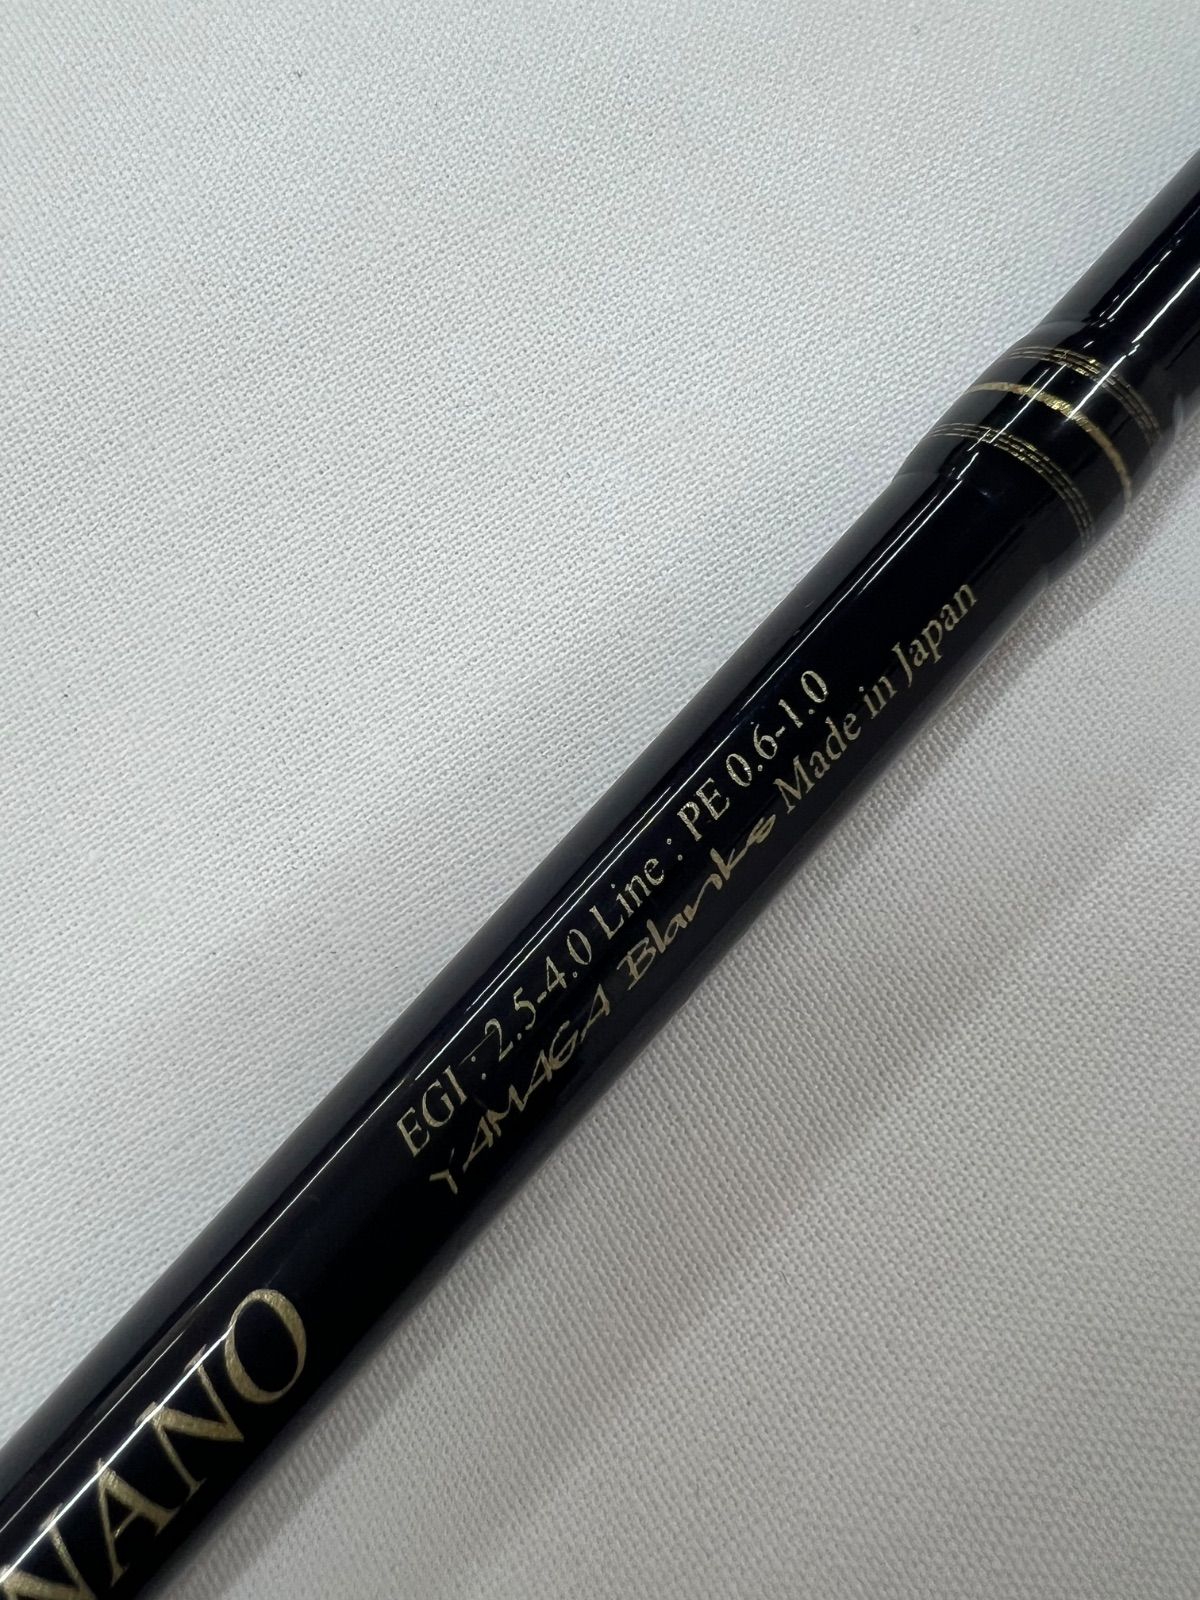 EGI : 2.5-4.0 Line : PE 0.6-1.0
YAMAGA Blanks Made in Japan
NANO